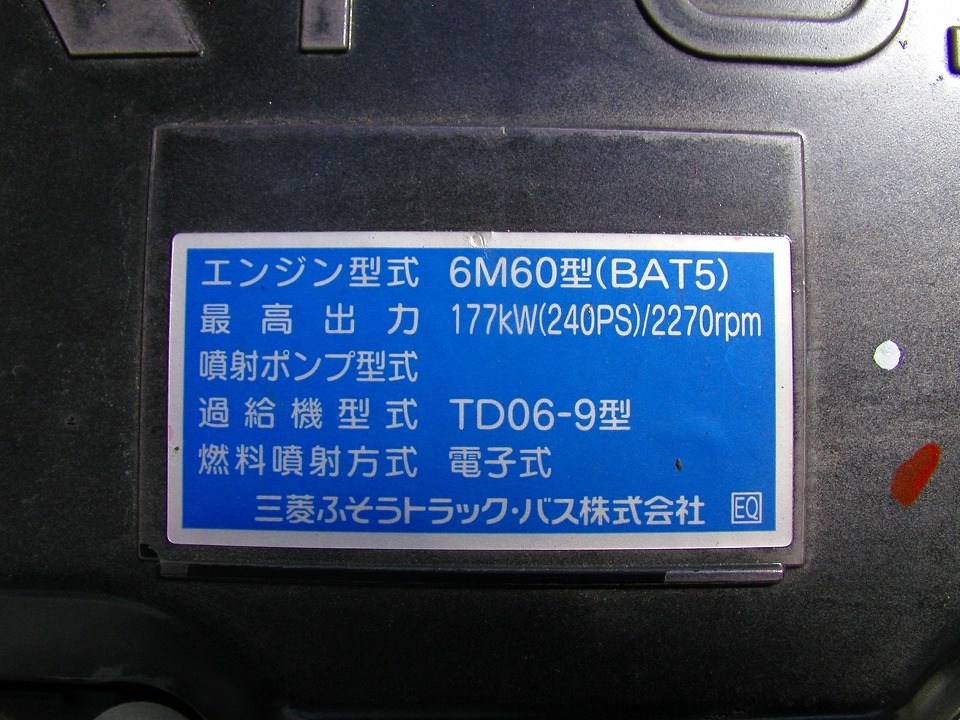 エンジン型式 6M60型(BAT5)
最高出力 177kW(240PS)/2270rpm
噴射ポンプ型式
過給機型式 TD06-9型
燃料噴射方式 電子式
三菱ふそうトラック・バス株式会社 EQ